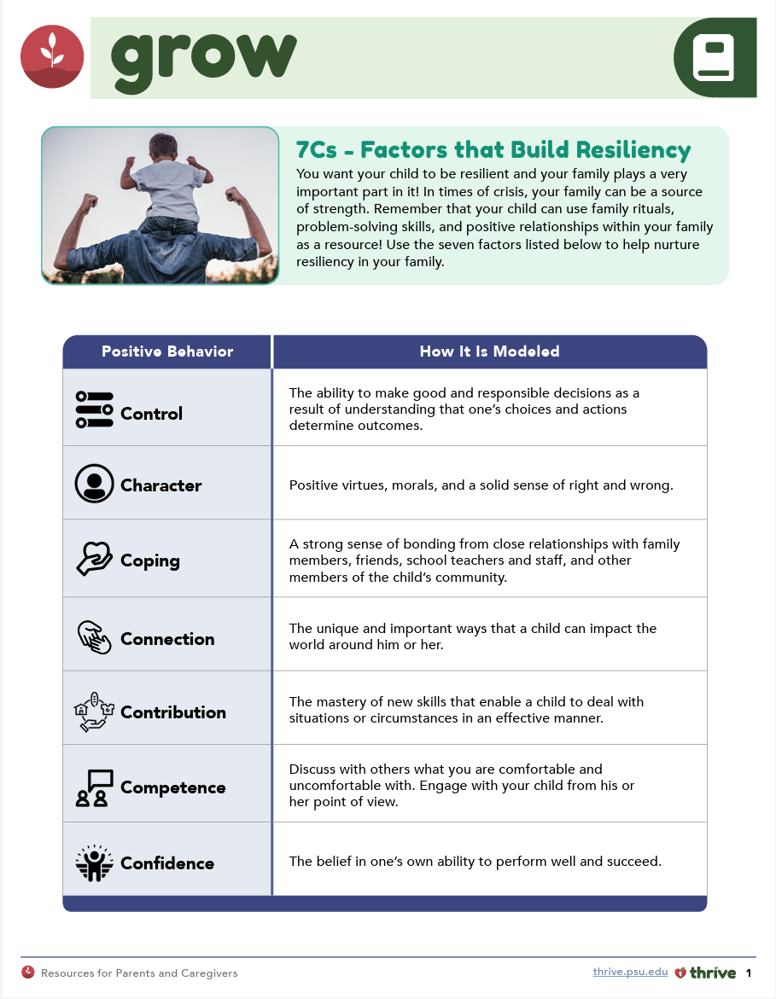 grow
7Cs - Factors that Build Resiliency
You want your child to be resilient and your family plays a very
important part in it! In times of crisis, your family can be a source
of strength. Remember that your child can use family rituals,
problem-solving skills, and positive relationships within your family
as a resource! Use the seven factors listed below to help nurture
resiliency in your family.
Positive Behavior
How It Is Modeled
Control
The ability to make good and responsible decisions as a
result of understanding that one’s choices and actions
determine outcomes.
Character
Positive virtues, morals, and a solid sense of right and wrong.
Coping
A strong sense of bonding from close relationships with family
members, friends, school teachers and staff, and other
members of the child’s community.
Connection
The unique and important ways that a child can impact the
world around him or her.
Contribution
The mastery of new skills that enable a child to deal with
situations or circumstances in an effective manner.
Competence
Discuss with others what you are comfortable and
uncomfortable with. Engage with your child from his or
her point of view.
Confidence
The belief in one’s own ability to perform well and succeed.
Resources for Parents and Caregivers
thrive.psu.edu thrive 1